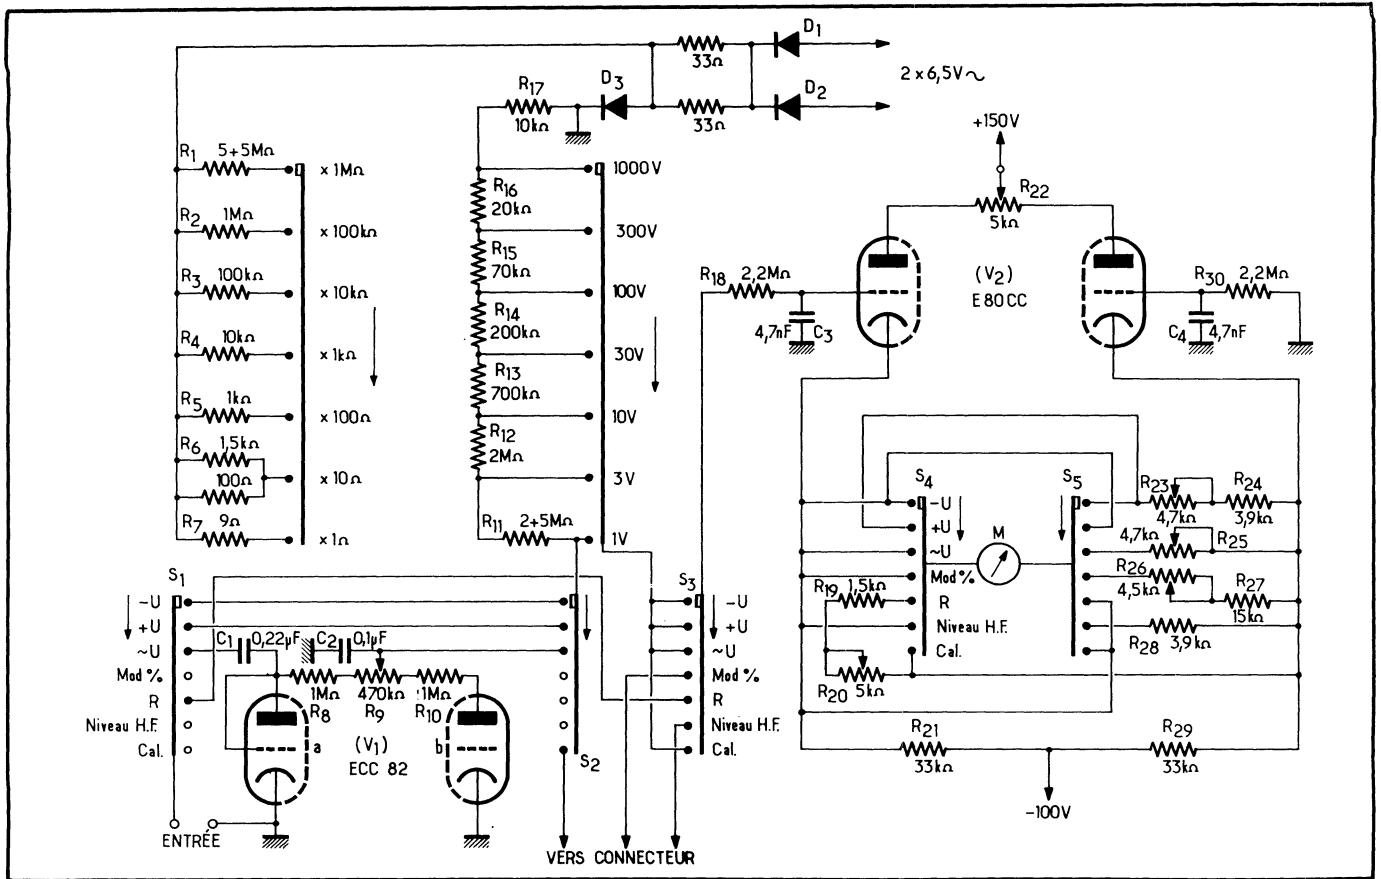 D1
33Ω
2 x 6,5V~
R17
D3
D2
10kΩ
33Ω
+150V
R1 5+5MΩ
x 1MΩ
1000V
R16
20kΩ
R22
5kΩ
R2 1MΩ
x 100kΩ
300V
R15
70kΩ
R3 100kΩ
x 10kΩ
100V
R18 2,2MΩ
(V2)
E80CC
R30 2,2MΩ
R14
200kΩ
4,7nF C3
C4 4,7nF
R4 10kΩ
x 1kΩ
30V
R13
700kΩ
R5 1kΩ
x 100Ω
10V
R6 1,5kΩ
R12
2MΩ
100Ω
x 10Ω
3V
R7 9Ω
x 1Ω
R11 2+5MΩ
1V
S4
S5
-U
+U
~U
Mod %
R
Niveau H.F.
Cal.
M
R23
4,7kΩ
R24
3,9kΩ
4,7kΩ
R25
R26
4,5kΩ
R27
15kΩ
R28 3,9kΩ
R19 1,5kΩ
R20 5kΩ
R21
33kΩ
R29
33kΩ
-100V
S1
-U
+U
~U
Mod %
R
Niveau H.F.
Cal.
C1 0,22µF
C2 0,1µF
1MΩ
R8
470kΩ
R9
1MΩ
R10
a
(V1)
b
ECC 82
S2
S3
-U
+U
~U
Mod %
R
Niveau H.F.
Cal.
ENTRÉE
VERS CONNECTEUR